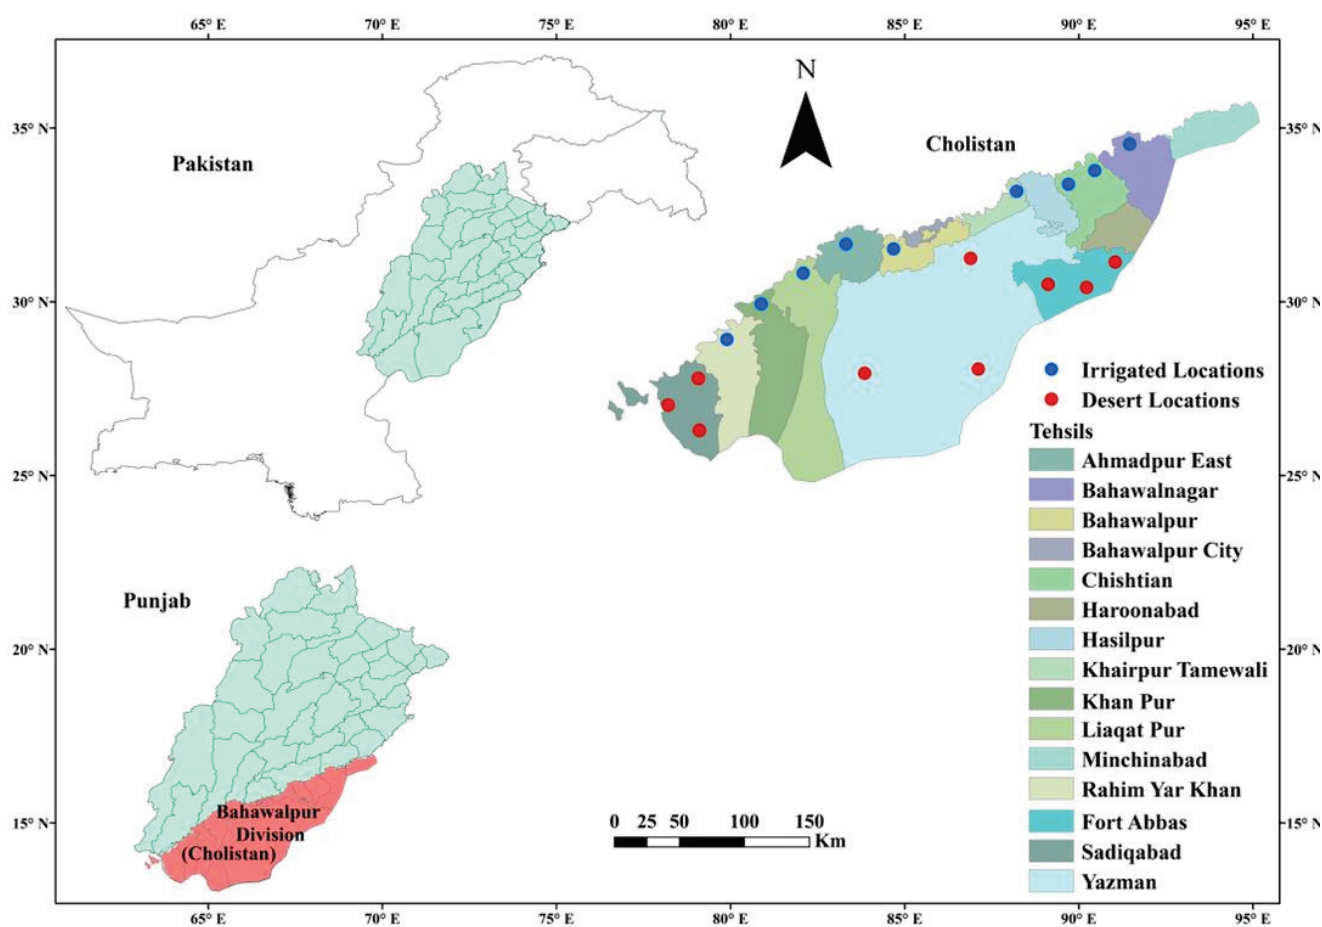 65° E 70° E 75° E 80° E 85° E 90° E 95° E
35° N
30° N
25° N
20° N
15° N
Pakistan
N
Cholistan
35° N
30° N
25° N
20° N
15° N
Irrigated Locations
Desert Locations
Tehsils
Ahmadpur East
Bahawalnagar
Bahawalpur
Bahawalpur City
Chishtian
Haroonabad
Hasilpur
Khairpur Tamewali
Khan Pur
Liaqat Pur
Minchinabad
Rahim Yar Khan
Fort Abbas
Sadiqabad
Yazman
Punjab
Bahawalpur
Division
(Cholistan)
0 25 50 100 150
Km
65° E 70° E 75° E 80° E 85° E 90° E 95° E